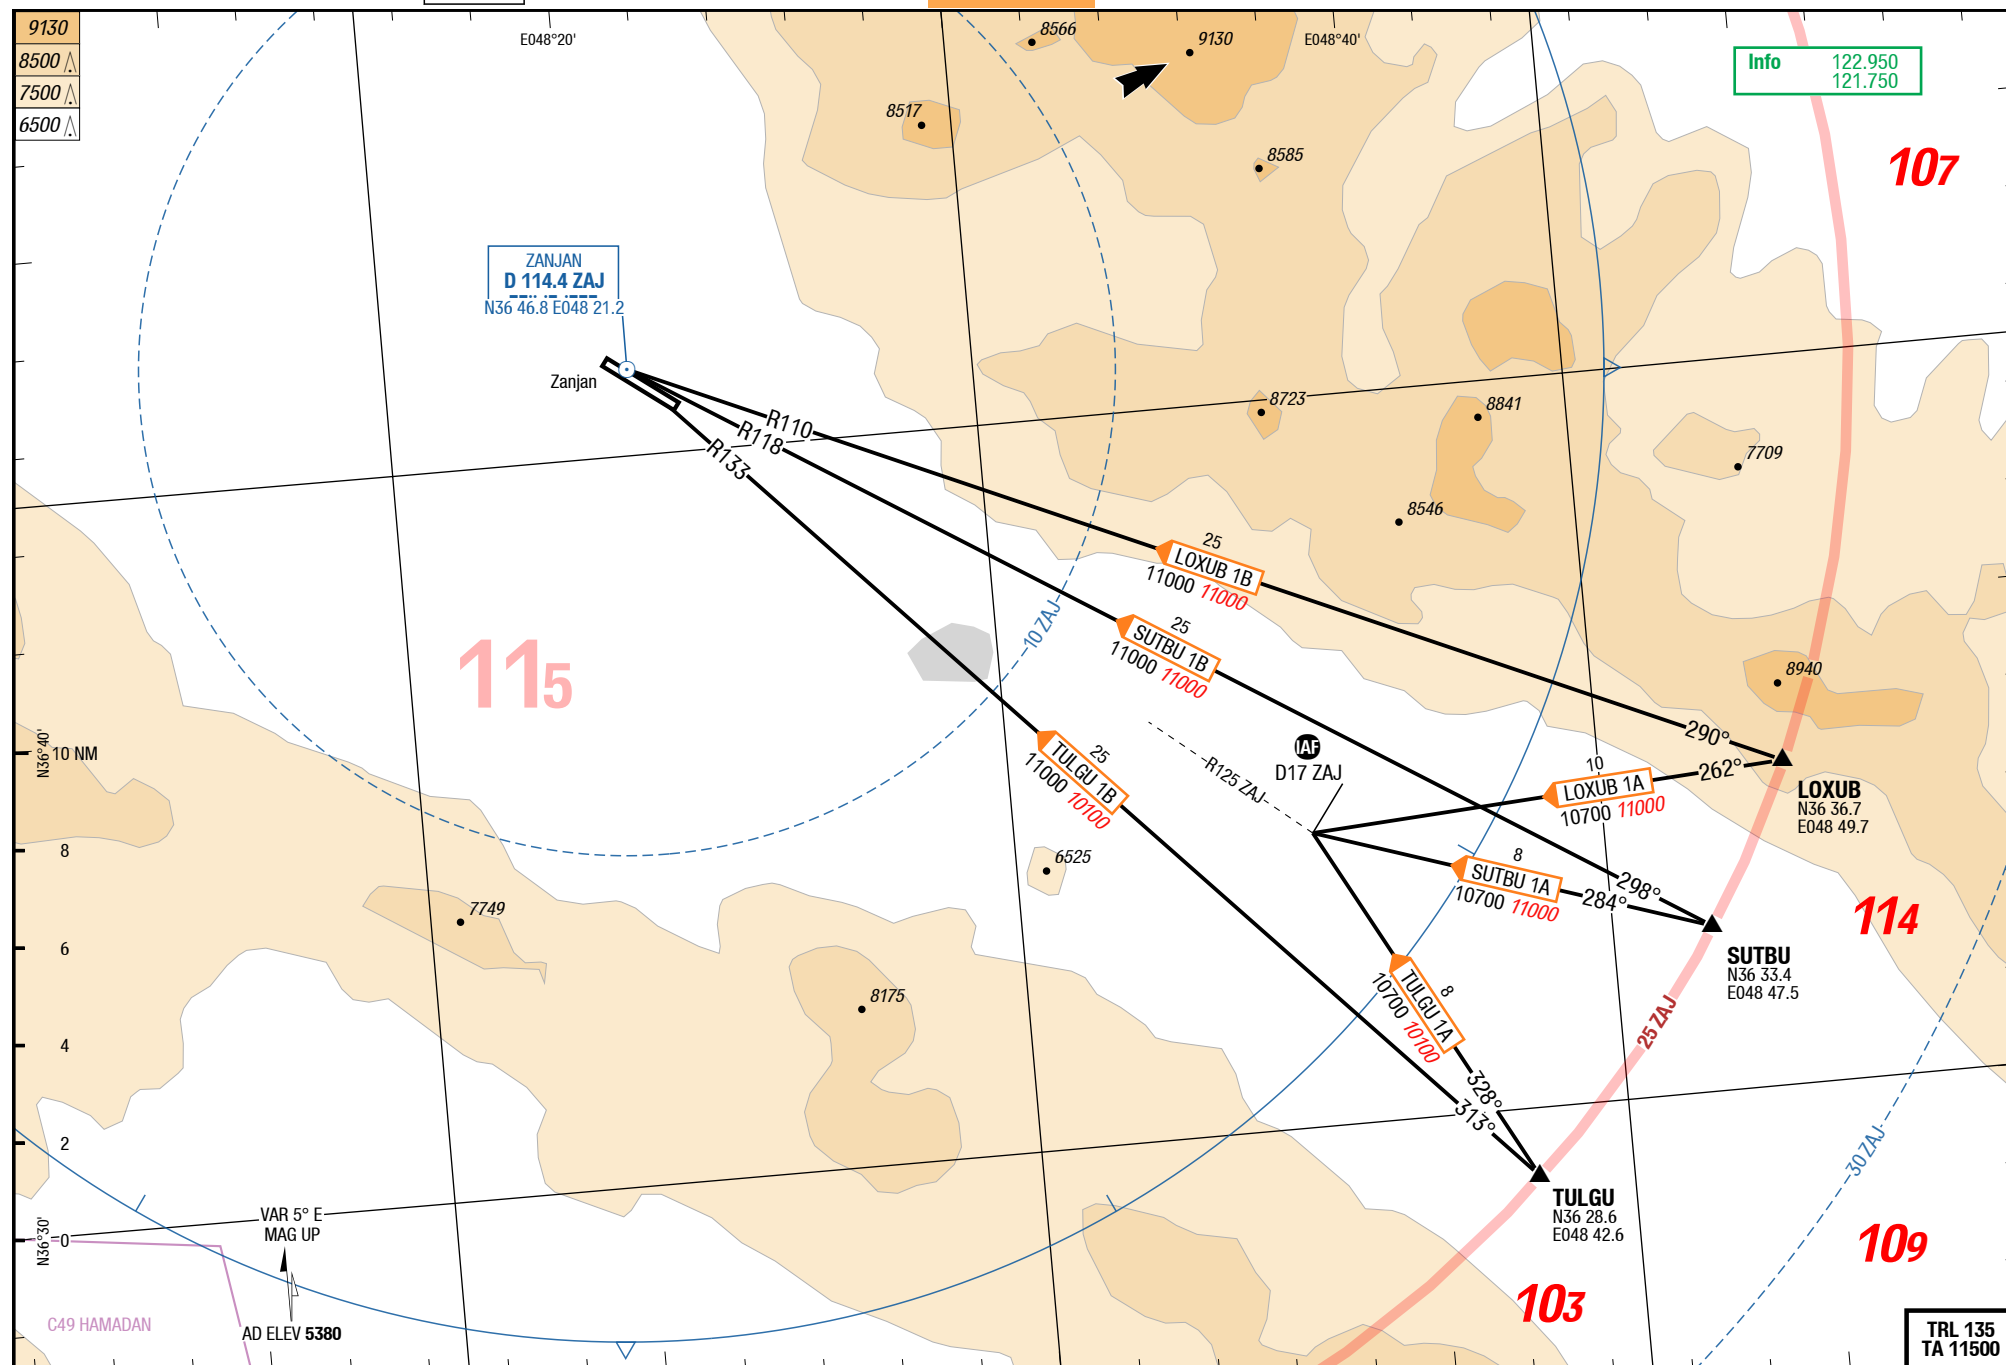 9130
8500
7500
6500
E048°20'
8566
9130
E048°40'
Info 122.950
121.750
8517
8585
107
ZANJAN
D 114.4 ZAJ
N36 46.8 E048 21.2
Zanjan
8723
8841
7709
8546
R110
R118
R133
25
LOXUB 1B
11000 11000
10 ZAJ
25
SUTBU 1B
11000 11000
115
8940
290°
262°
LOXUB
N36 36.7
E048 49.7
10
LOXUB 1A
10700 11000
IAF
D17 ZAJ
R125 ZAJ
25
TULGU 1B
11000 10100
N36°40'
10 NM
8
6
4
2
0
6525
8
SUTBU 1A
10700 11000
298°
284°
114
7749
SUTBU
N36 33.4
E048 47.5
8175
8
TULGU 1A
10700 10100
25 ZAJ
328°
313°
30 ZAJ
TULGU
N36 28.6
E048 42.6
109
103
N36°30'
VAR 5° E
MAG UP
C49 HAMADAN
AD ELEV 5380
TRL 135
TA 11500